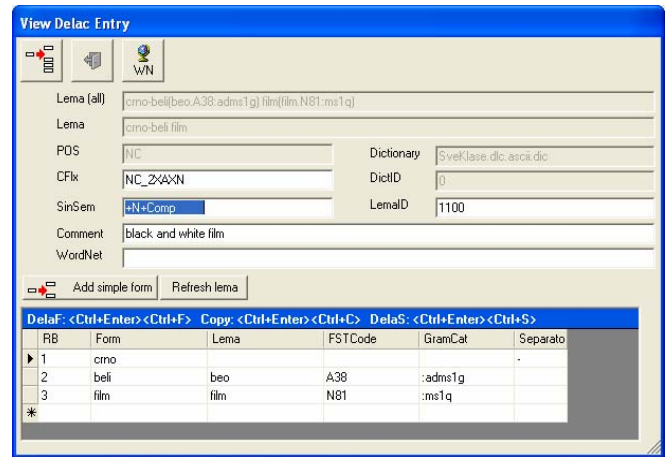 View Delac Entry
WN
Lema (all) crno-beli(beo.A38:adms1g) film(film.N81:ms1q)
Lema crno-beli film
POS NC Dictionary SveKlase.dlc.ascii.dic
CFlx NC_2XAXN DictID 0
SinSem +N+Comp LemaID 1100
Comment black and white film
WordNet
Add simple form Refresh lema
DelaF: <Ctrl+Enter><Ctrl+F> Copy: <Ctrl+Enter><Ctrl+C> DelaS: <Ctrl+Enter><Ctrl+S>
RB Form Lema FSTCode GramCat Separato
1 crno -
2 beli beo A38 :adms1g
3 film film N81 :ms1q